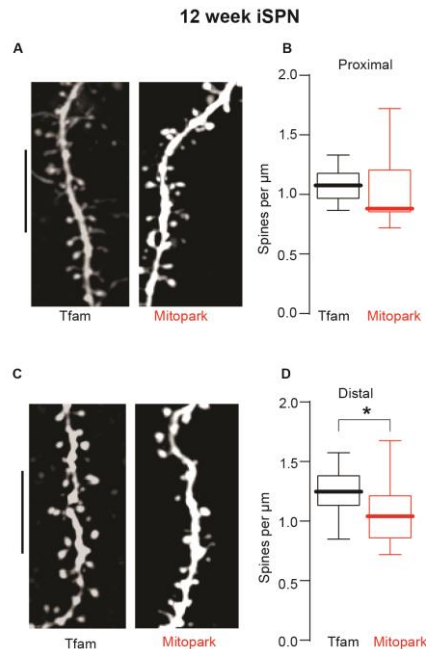 12 week iSPN
A
B
Proximal
Spines per µm
2.0
1.5
1.0
0.5
0.0
Tfam
Mitopark
Tfam
Mitopark
C
D
Distal
*
Spines per µm
2.0
1.5
1.0
0.5
0.0
Tfam
Mitopark
Tfam
Mitopark